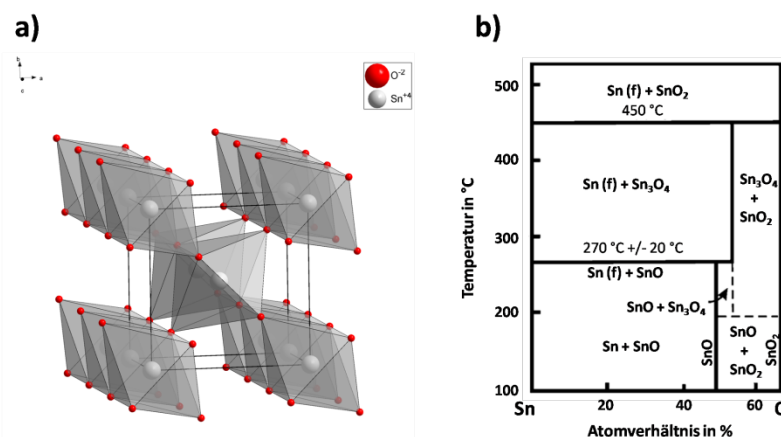 a)
b
a
c
O⁻²
Sn⁺⁴
b)
Temperatur in °C
500
400
300
200
100
Sn (f) + SnO₂
450 °C
Sn (f) + Sn₃O₄
Sn₃O₄
+
SnO₂
270 °C +/- 20 °C
Sn (f) + SnO
SnO + Sn₃O₄
Sn + SnO
SnO
SnO
+
SnO₂
SnO₂
Sn
20
40
60
Atomverhältnis in %